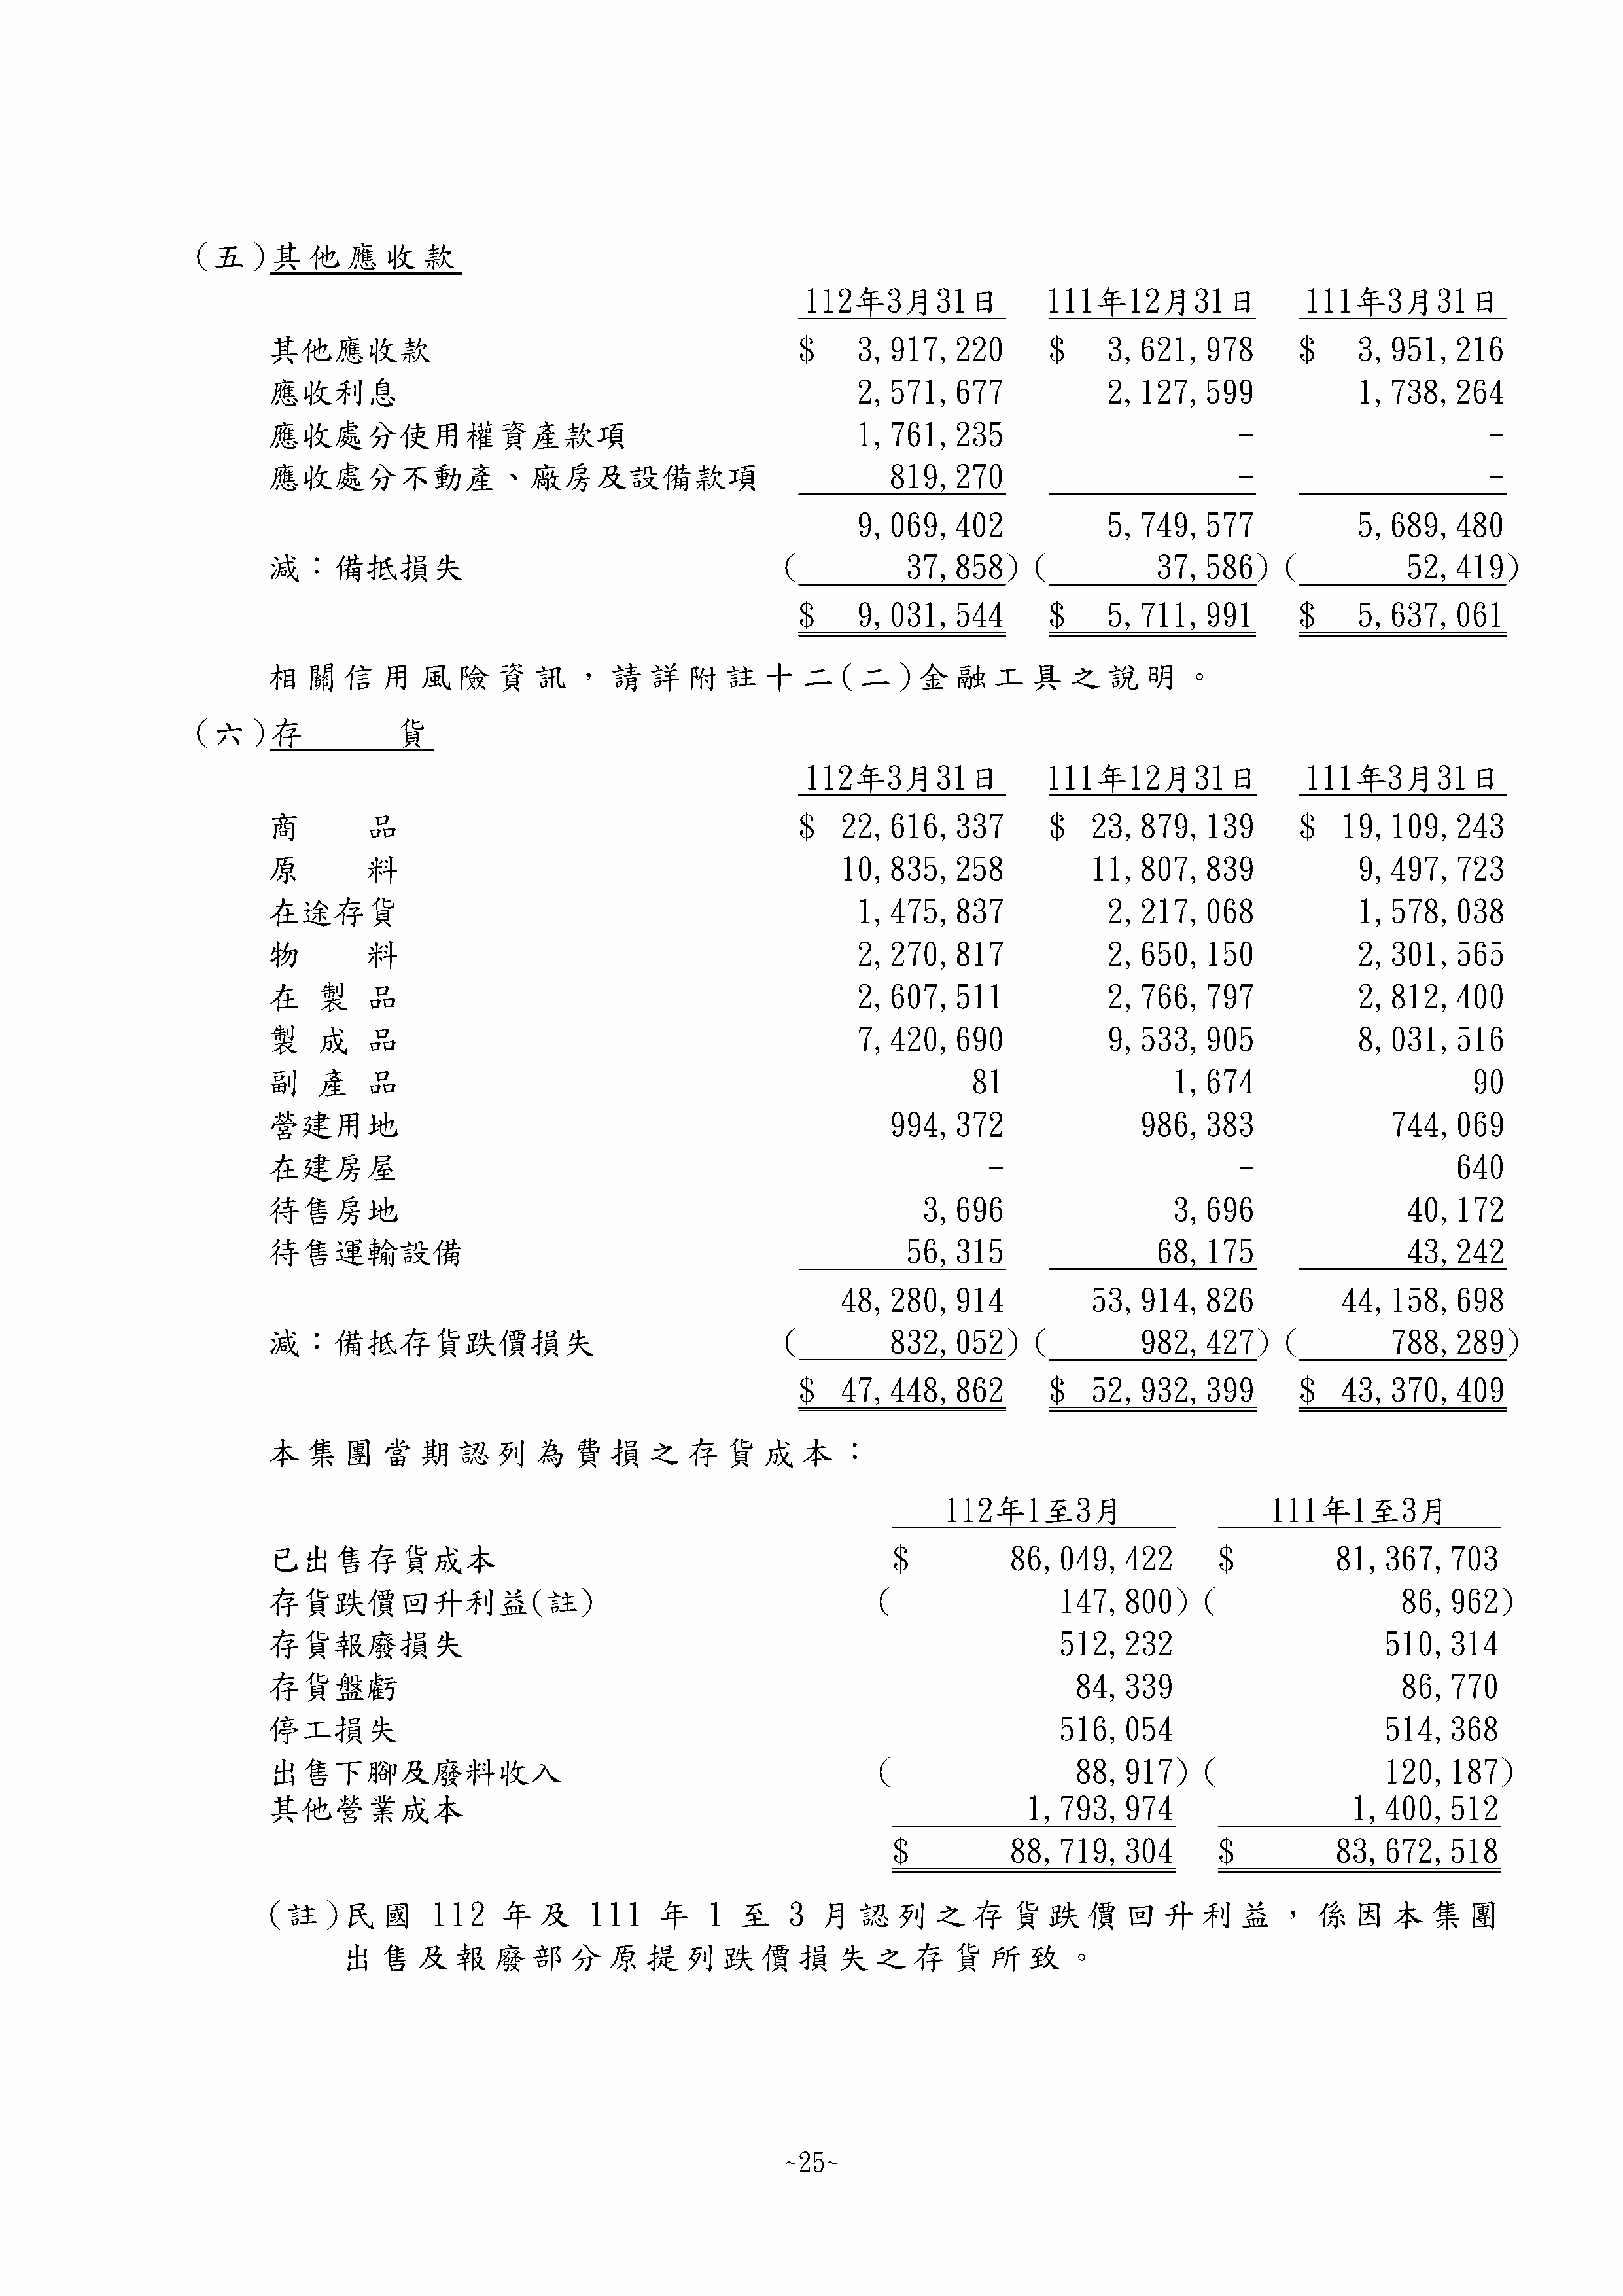 (五)其他應收款
112年3月31日 111年12月31日 111年3月31日
其他應收款 $ 3,917,220 $ 3,621,978 $ 3,951,216
應收利息 2,571,677 2,127,599 1,738,264
應收處分使用權資產款項 1,761,235 - -
應收處分不動產、廠房及設備款項 819,270 - -
9,069,402 5,749,577 5,689,480
減：備抵損失 ( 37,858) ( 37,586) ( 52,419)
$ 9,031,544 $ 5,711,991 $ 5,637,061
相關信用風險資訊，請詳附註十二(二)金融工具之說明。
(六)存 貨
112年3月31日 111年12月31日 111年3月31日
商 品 $ 22,616,337 $ 23,879,139 $ 19,109,243
原 料 10,835,258 11,807,839 9,497,723
在途存貨 1,475,837 2,217,068 1,578,038
物 料 2,270,817 2,650,150 2,301,565
在 製 品 2,607,511 2,766,797 2,812,400
製 成 品 7,420,690 9,533,905 8,031,516
副 產 品 81 1,674 90
營建用地 994,372 986,383 744,069
在建房屋 - - 640
待售房地 3,696 3,696 40,172
待售運輸設備 56,315 68,175 43,242
48,280,914 53,914,826 44,158,698
減：備抵存貨跌價損失 ( 832,052) ( 982,427) ( 788,289)
$ 47,448,862 $ 52,932,399 $ 43,370,409
本集團當期認列為費損之存貨成本：
112年1至3月 111年1至3月
已出售存貨成本 $ 86,049,422 $ 81,367,703
存貨跌價回升利益(註) ( 147,800) ( 86,962)
存貨報廢損失 512,232 510,314
存貨盤虧 84,339 86,770
停工損失 516,054 514,368
出售下腳及廢料收入 ( 88,917) ( 120,187)
其他營業成本 1,793,974 1,400,512
$ 88,719,304 $ 83,672,518
(註)民國 112 年及 111 年 1 至 3 月認列之存貨跌價回升利益，係因本集團
出售及報廢部分原提列跌價損失之存貨所致。
~25~